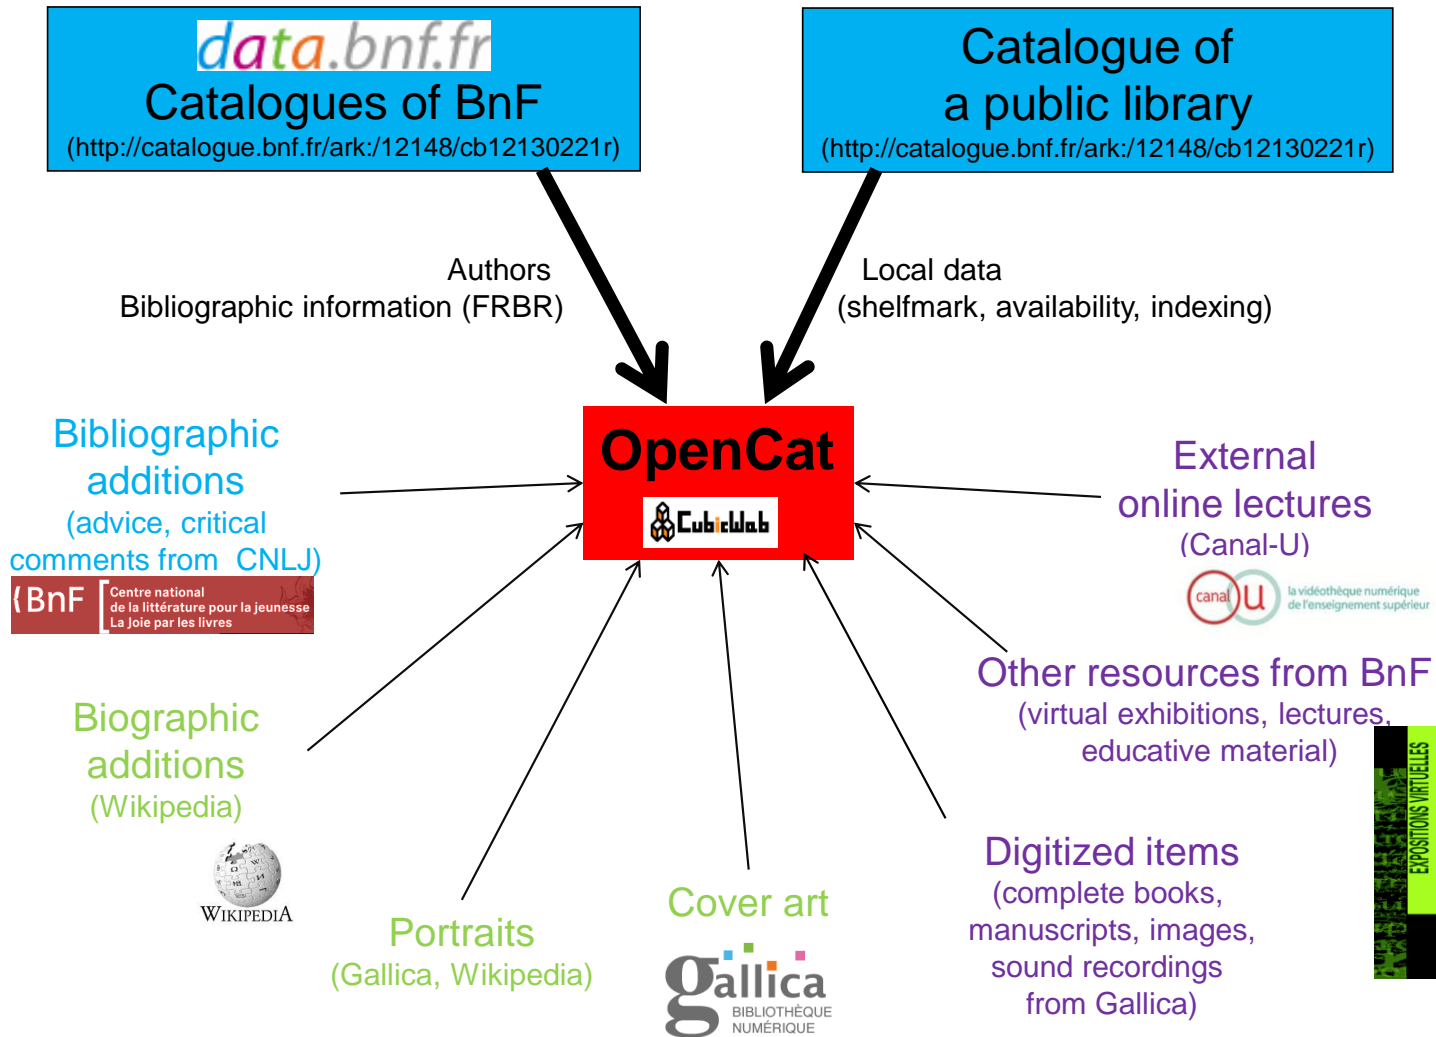 data.bnf.fr
Catalogues of BnF
(http://catalogue.bnf.fr/ark:/12148/cb12130221r)
Catalogue of
a public library
(http://catalogue.bnf.fr/ark:/12148/cb12130221r)
Authors
Bibliographic information (FRBR)
Local data
(shelfmark, availability, indexing)
OpenCat
CubicWeb
Bibliographic
additions
(advice, critical
comments from CNLJ)
BnF
Centre national
de la littérature pour la jeunesse
La Joie par les livres
External
online lectures
(Canal-U)
canal U
la vidéothèque numérique
de l'enseignement supérieur
Other resources from BnF
(virtual exhibitions, lectures,
educative material)
EXPOSITIONS VIRTUELLES
Biographic
additions
(Wikipedia)
WIKIPEDIA
Portraits
(Gallica, Wikipedia)
Cover art
gallica
BIBLIOTHÈQUE
NUMÉRIQUE
Digitized items
(complete books,
manuscripts, images,
sound recordings
from Gallica)